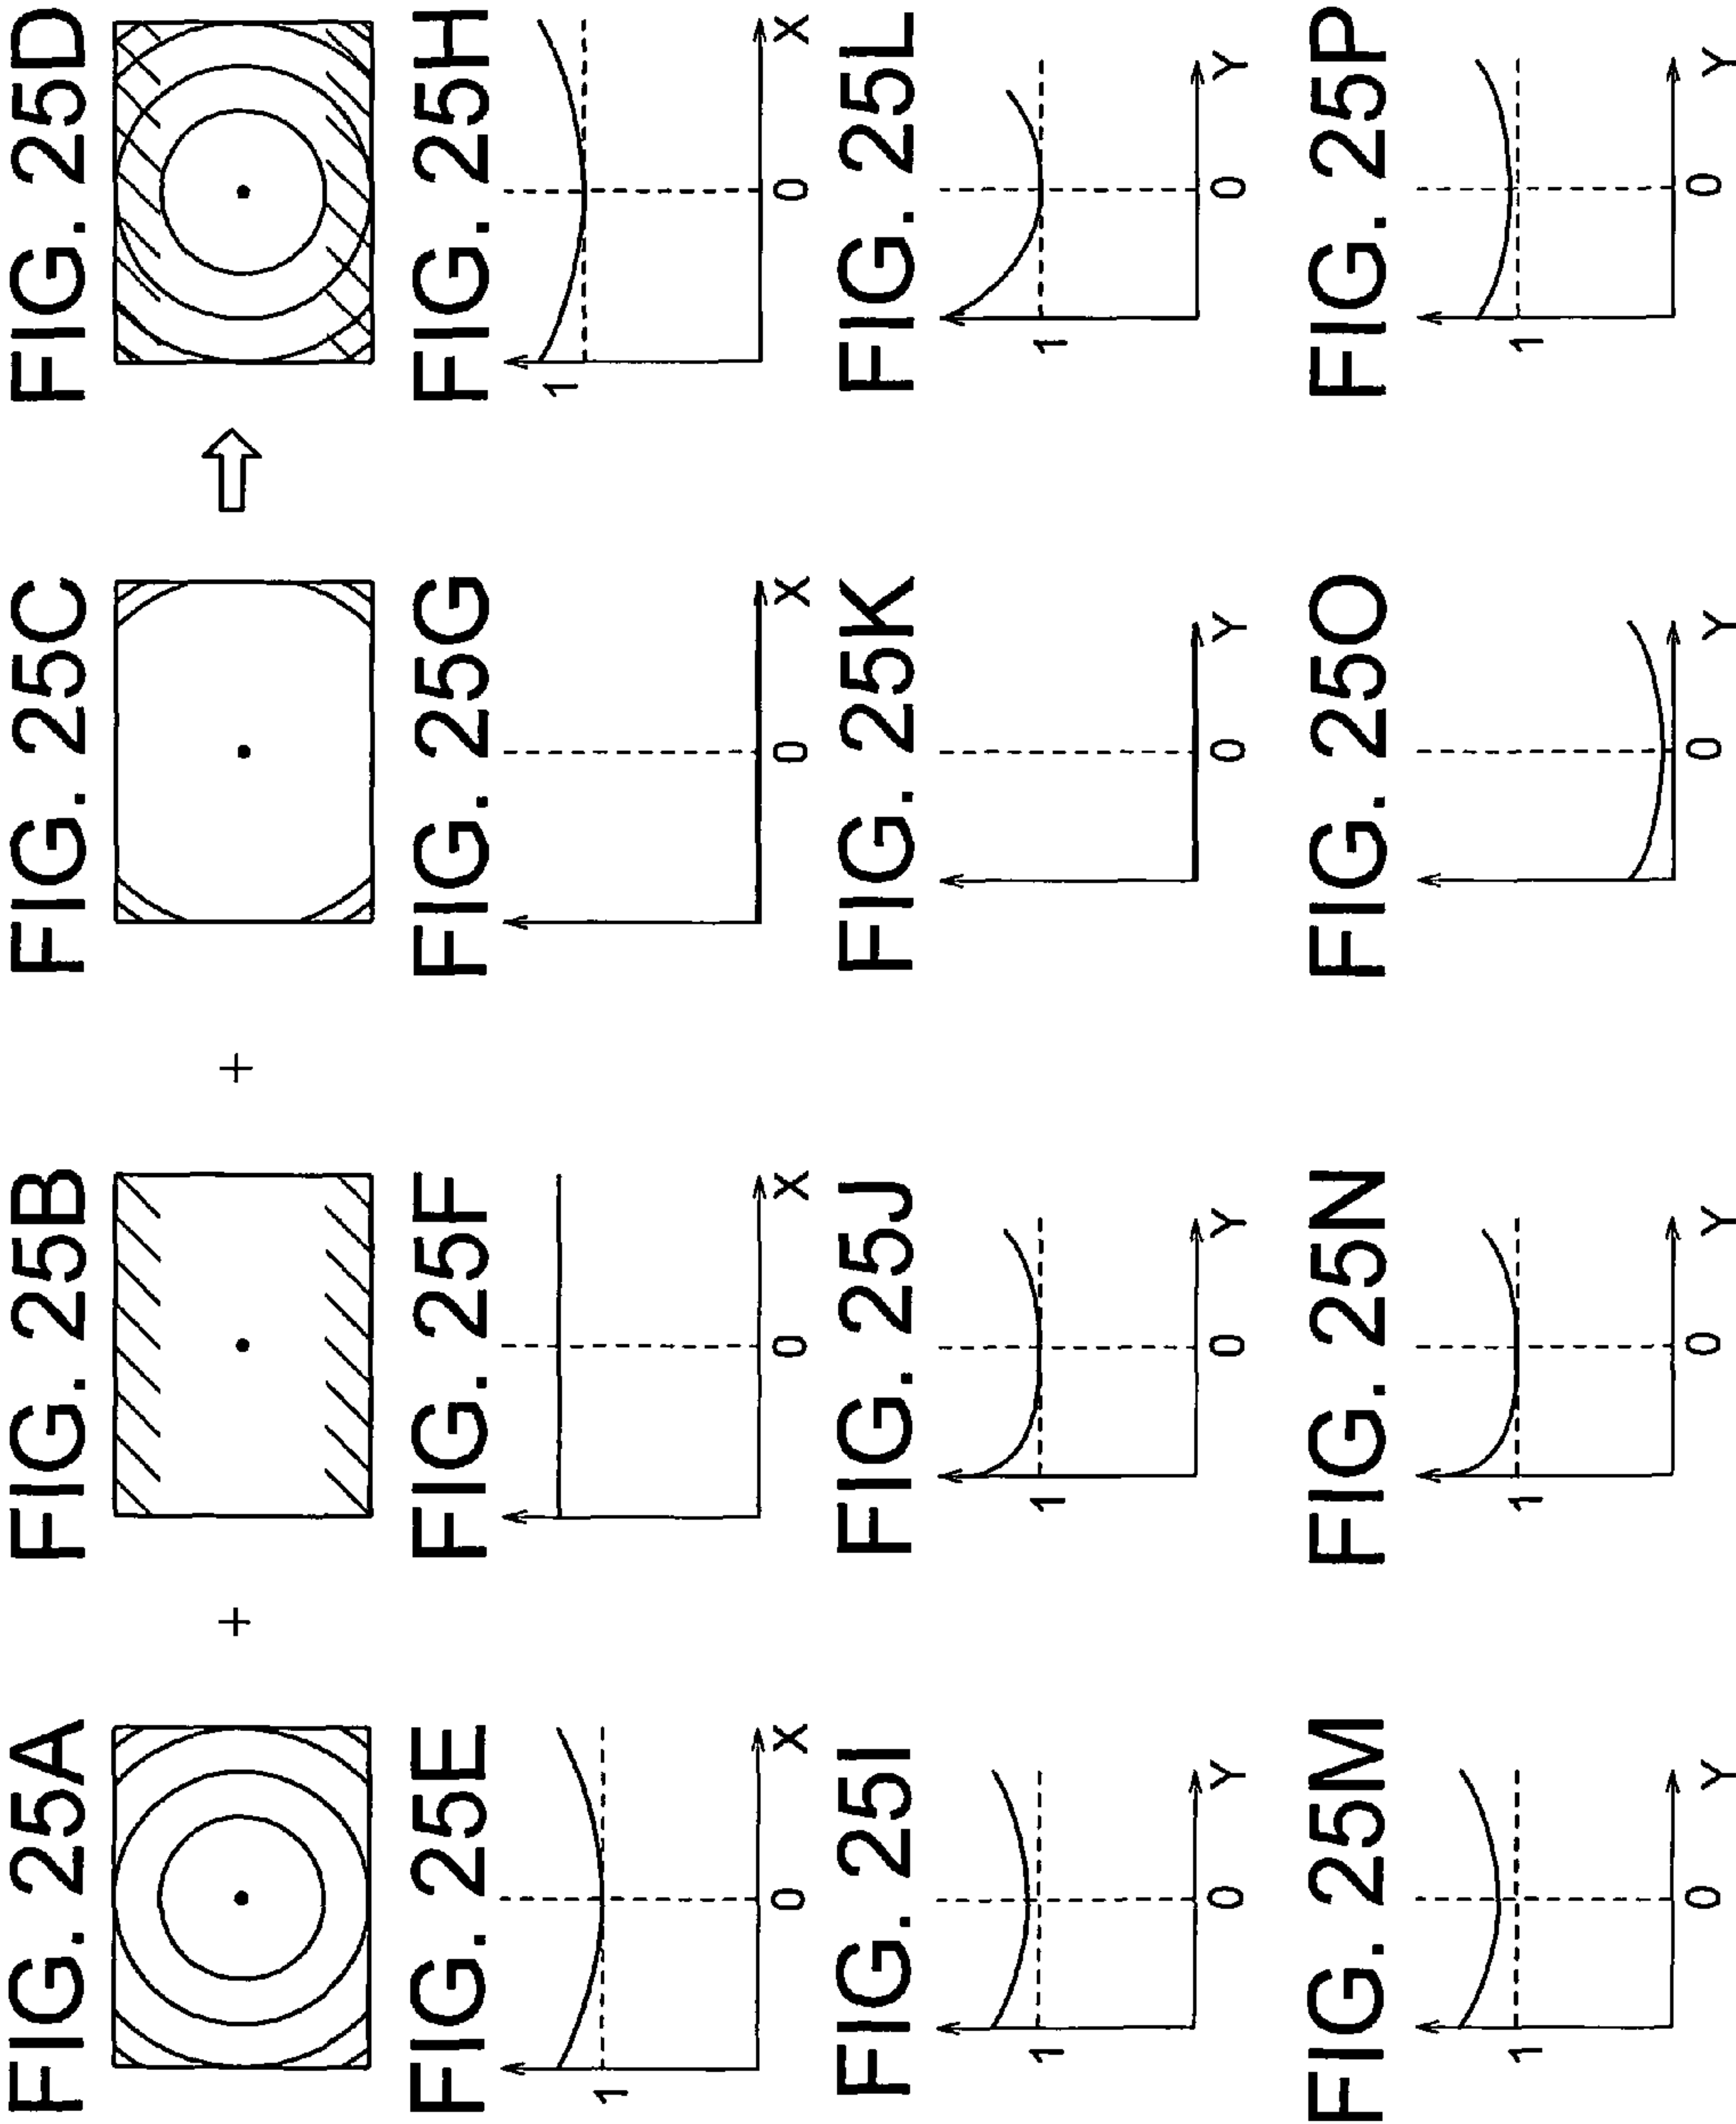 FIG. 25A
+
FIG. 25B
+
FIG. 25C
FIG. 25D
FIG. 25E
1
0
X
FIG. 25F
0
X
FIG. 25G
0
X
FIG. 25H
1
0
X
FIG. 25I
1
0
Y
FIG. 25J
1
0
Y
FIG. 25K
0
Y
FIG. 25L
1
0
Y
FIG. 25M
1
0
Y
FIG. 25N
1
0
Y
FIG. 25O
0
Y
FIG. 25P
1
0
Y